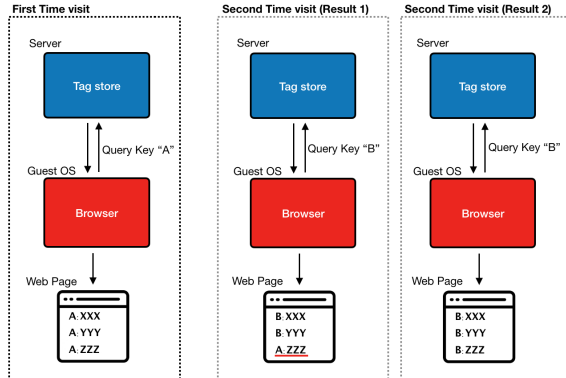 First Time visit
Server
Tag store
Query Key “A”
Guest OS
Browser
Web Page
A:XXX
A:YYY
A:ZZZ
Second Time visit (Result 1)
Server
Tag store
Query Key “B”
Guest OS
Browser
Web Page
B:XXX
B:YYY
A:ZZZ
Second Time visit (Result 2)
Server
Tag store
Query Key “B”
Guest OS
Browser
Web Page
B:XXX
B:YYY
B:ZZZ